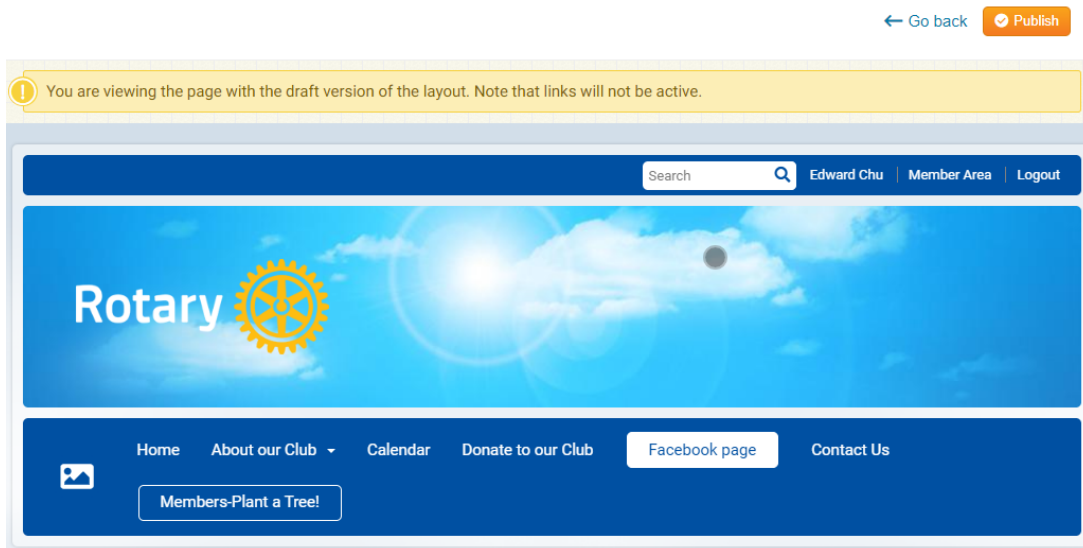 ← Go back Publish
You are viewing the page with the draft version of the layout. Note that links will not be active.
Search Edward Chu Member Area Logout
Rotary
Home About our Club Calendar Donate to our Club Facebook page Contact Us
Members-Plant a Tree!